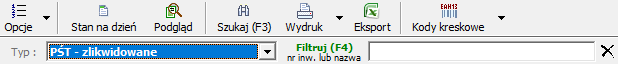 EAN13
Opcje Stan na dzień Podgląd Szukaj (F3) Wydruk Eksport Kody kreskowe
Typ : PŚT - zlikwidowane Filtruj (F4)
nr inw. lub nazwa